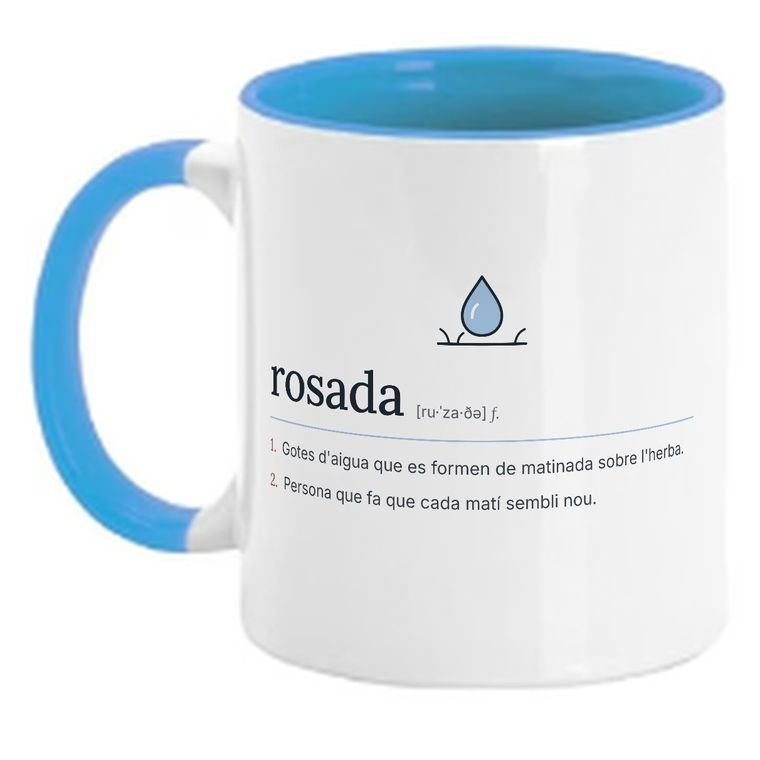 rosada [ru·ˈza·ðə] f.
1. Gotes d'aigua que es formen de matinada sobre l'herba.
2. Persona que fa que cada matí sembli nou.